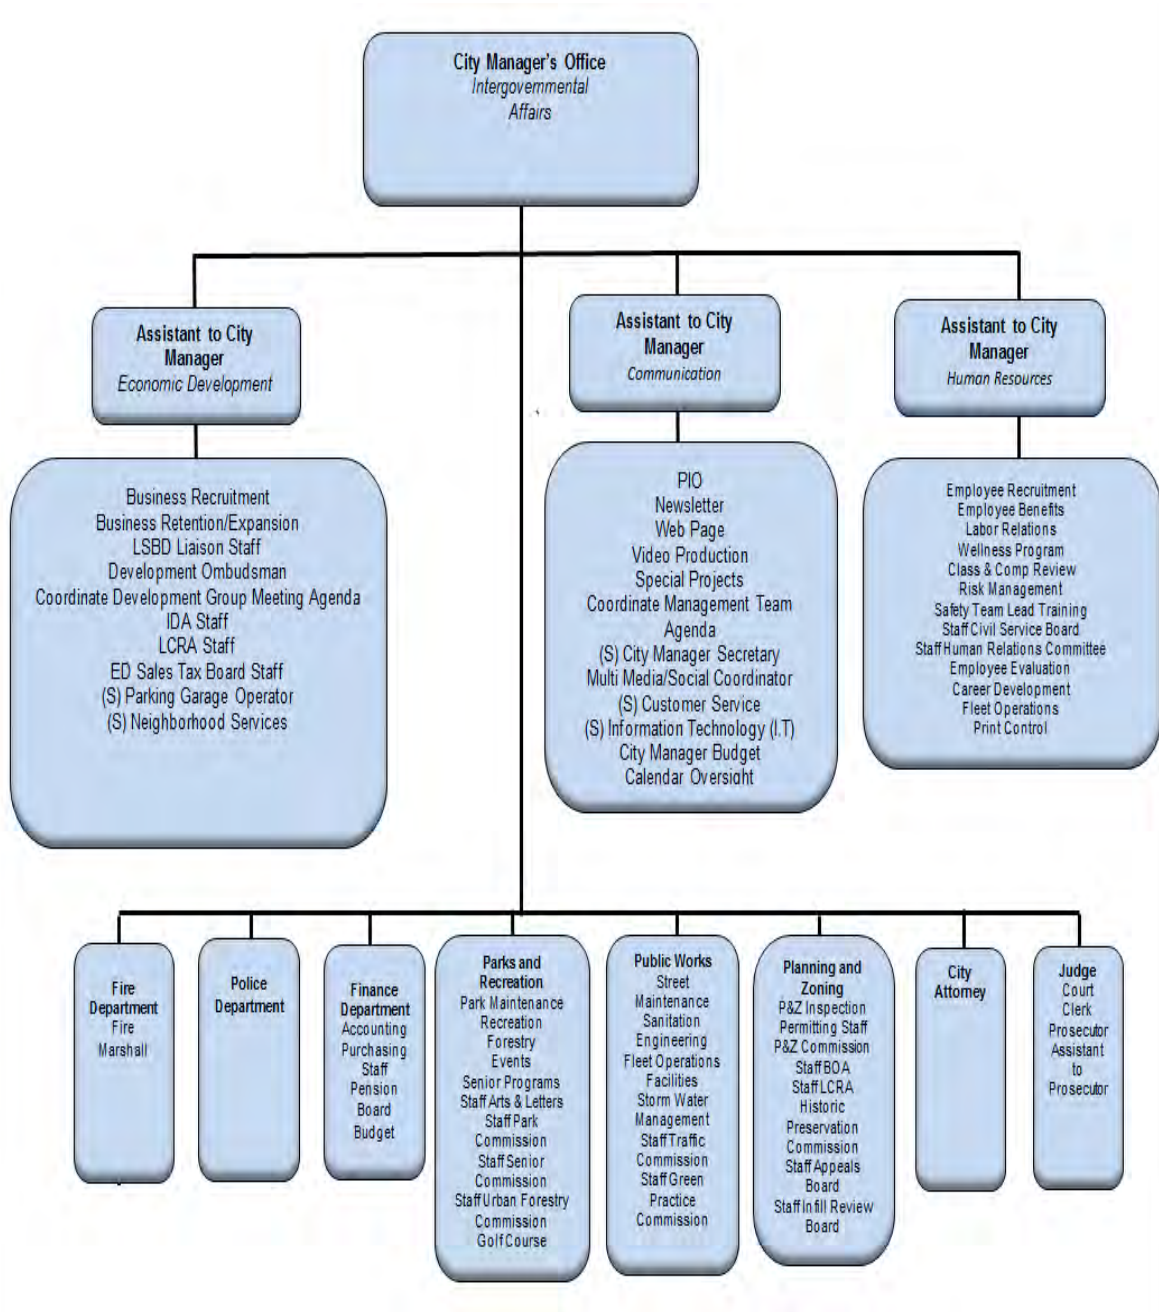 City Manager's Office
Intergovernmental
Affairs
Assistant to City
Manager
Economic Development
Assistant to City
Manager
Communication
Assistant to City
Manager
Human Resources
Business Recruitment
Business Retention/Expansion
LSBD Liaison Staff
Development Ombudsman
Coordinate Development Group Meeting Agenda
IDA Staff
LCRA Staff
ED Sales Tax Board Staff
(S) Parking Garage Operator
(S) Neighborhood Services
PIO
Newsletter
Web Page
Video Production
Special Projects
Coordinate Management Team
Agenda
(S) City Manager Secretary
Multi Media/Social Coordinator
(S) Customer Service
(S) Information Technology (I.T)
City Manager Budget
Calendar Oversight
Employee Recruitment
Employee Benefits
Labor Relations
Wellness Program
Class & Comp Review
Risk Management
Safety Team Lead Training
Staff Civil Service Board
Staff Human Relations Committee
Employee Evaluation
Career Development
Fleet Operations
Print Control
Fire
Department
Fire
Marshall
Police
Department
Finance
Department
Accounting
Purchasing
Staff
Pension
Board
Budget
Parks and
Recreation
Park Maintenance
Recreation
Forestry
Events
Senior Programs
Staff Arts & Letters
Staff Park
Commission
Staff Senior
Commission
Staff Urban Forestry
Commission
Golf Course
Public Works
Street
Maintenance
Sanitation
Engineering
Fleet Operations
Facilities
Storm Water
Management
Staff Traffic
Commission
Staff Green
Practice
Commission
Planning and
Zoning
P&Z Inspection
Permitting Staff
P&Z Commission
Staff BOA
Staff LCRA
Historic
Preservation
Commission
Staff Appeals
Board
Staff Infill Review
Board
City
Attorney
Judge
Court
Clerk
Prosecutor
Assistant
to
Prosecutor